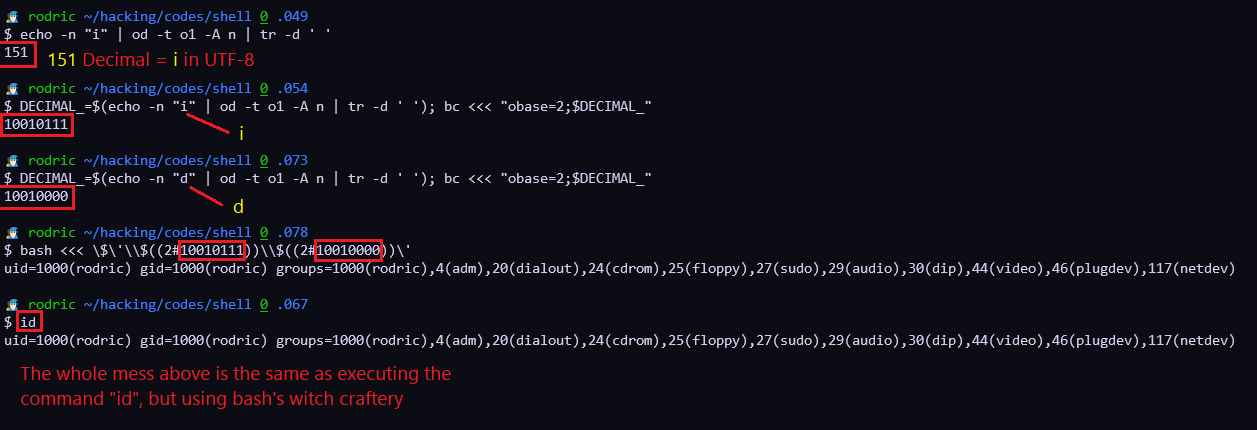 rodric ~/hacking/codes/shell 0 .049
$ echo -n "i" | od -t o1 -A n | tr -d ' '
151 151 Decimal = i in UTF-8
rodric ~/hacking/codes/shell 0 .054
$ DECIMAL_=$(echo -n "i" | od -t o1 -A n | tr -d ' '); bc <<< "obase=2;$DECIMAL_"
10010111
i
rodric ~/hacking/codes/shell 0 .073
$ DECIMAL_=$(echo -n "d" | od -t o1 -A n | tr -d ' '); bc <<< "obase=2;$DECIMAL_"
10010000
d
rodric ~/hacking/codes/shell 0 .078
$ bash <<< \$\'\\$((2#10010111))\\$((2#10010000))\'
uid=1000(rodric) gid=1000(rodric) groups=1000(rodric),4(adm),20(dialout),24(cdrom),25(floppy),27(sudo),29(audio),30(dip),44(video),46(plugdev),117(netdev)
rodric ~/hacking/codes/shell 0 .067
$ id
uid=1000(rodric) gid=1000(rodric) groups=1000(rodric),4(adm),20(dialout),24(cdrom),25(floppy),27(sudo),29(audio),30(dip),44(video),46(plugdev),117(netdev)
The whole mess above is the same as executing the
command "id", but using bash's witch craftery